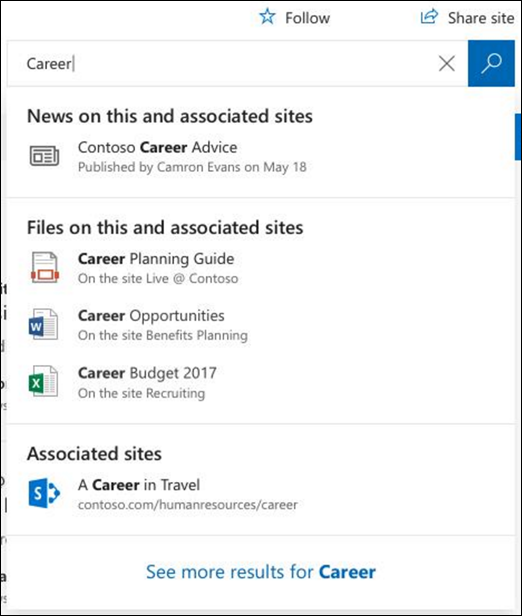 Follow
Share site
Career
News on this and associated sites
Contoso Career Advice
Published by Camron Evans on May 18
Files on this and associated sites
Career Planning Guide
On the site Live @ Contoso
Career Opportunities
On the site Benefits Planning
Career Budget 2017
On the site Recruiting
Associated sites
A Career in Travel
contoso.com/humanresources/career
See more results for Career